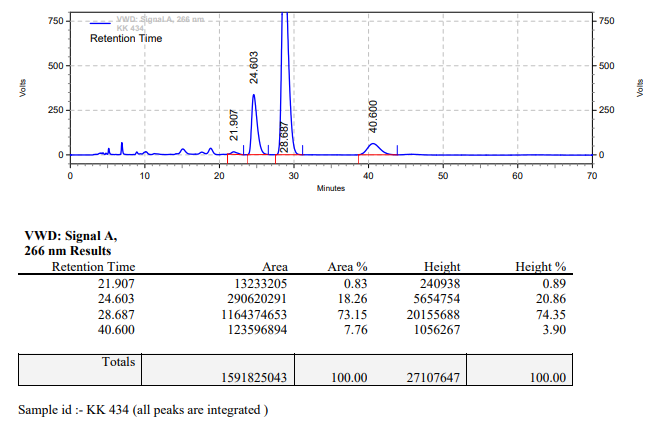 VWD: Signal A, 266 nm
KK 434
Retention Time
750
500
250
0
Volts
21.907
24.603
28.687
40.600
750
500
250
0
Volts
0 10 20 30 40 50 60 70
Minutes
VWD: Signal A,
266 nm Results
Retention Time Area Area % Height Height %
21.907 13233205 0.83 240938 0.89
24.603 290620291 18.26 5654754 20.86
28.687 1164374653 73.15 20155688 74.35
40.600 123596894 7.76 1056267 3.90
Totals
1591825043 100.00 27107647 100.00
Sample id :- KK 434 (all peaks are integrated )